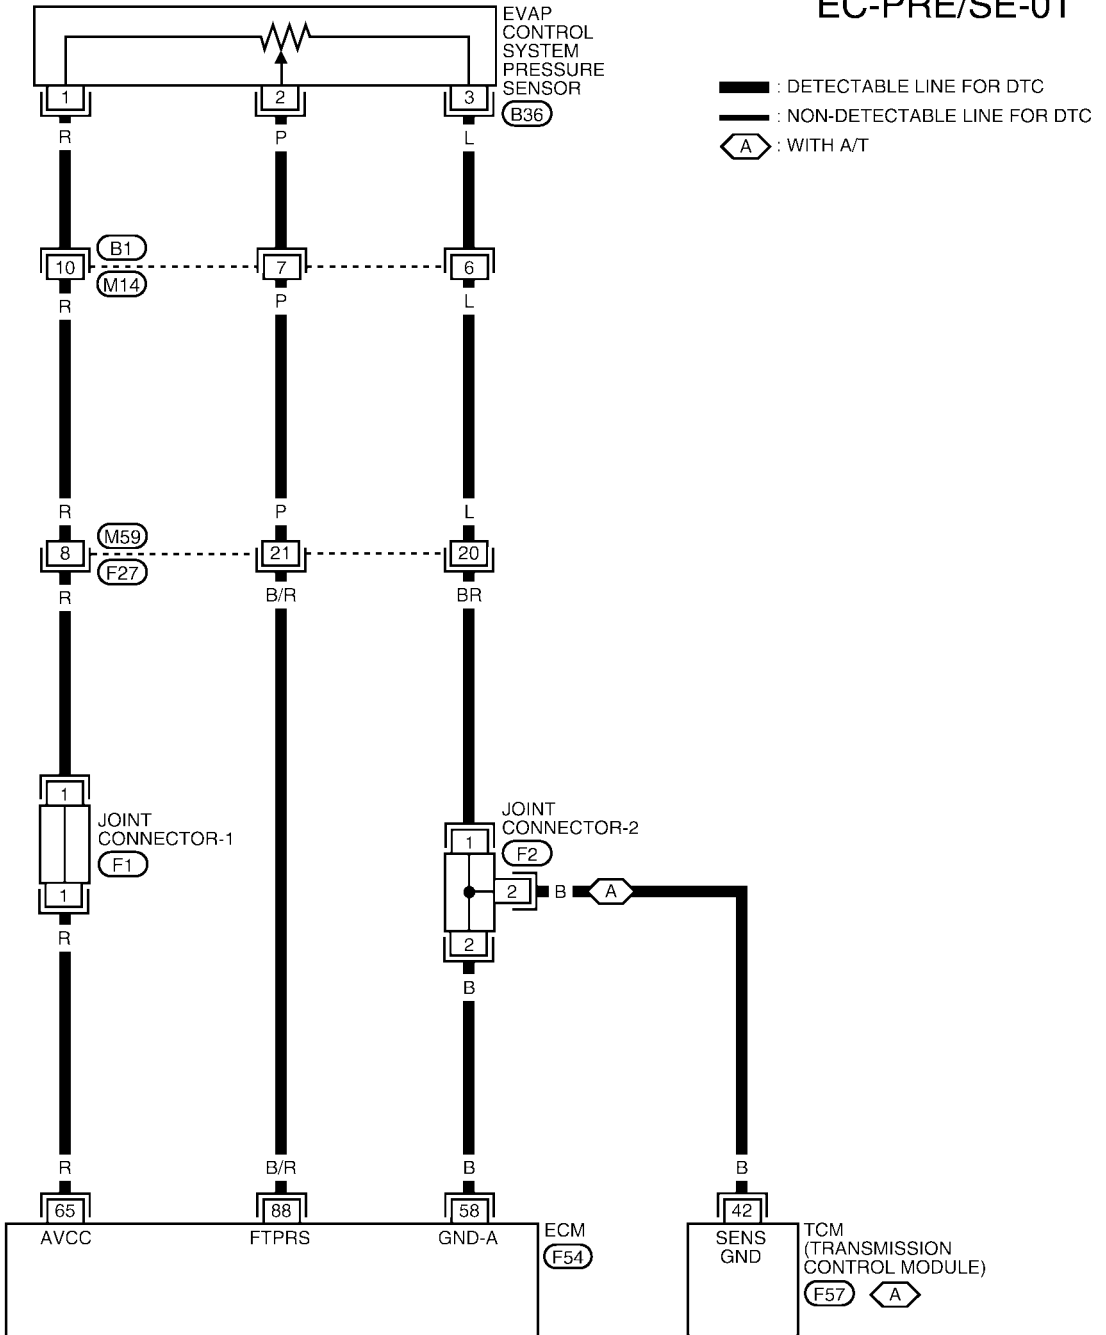 EC-PRE/SE-01
EVAP
CONTROL
SYSTEM
PRESSURE
SENSOR
B36
: DETECTABLE LINE FOR DTC
: NON-DETECTABLE LINE FOR DTC
A : WITH A/T
1 2 3
R P L
B1
10 7 6
M14
R P L
R P L
M59
8 21 20
F27
R B/R BR
1
JOINT
CONNECTOR-1
F1
1
R
JOINT
CONNECTOR-2
1
F2
2 B A
2
B
R B/R B B
65 88 58 42
AVCC FTPRS GND-A
ECM
F54
SENS
GND
TCM
(TRANSMISSION
CONTROL MODULE)
F57 A